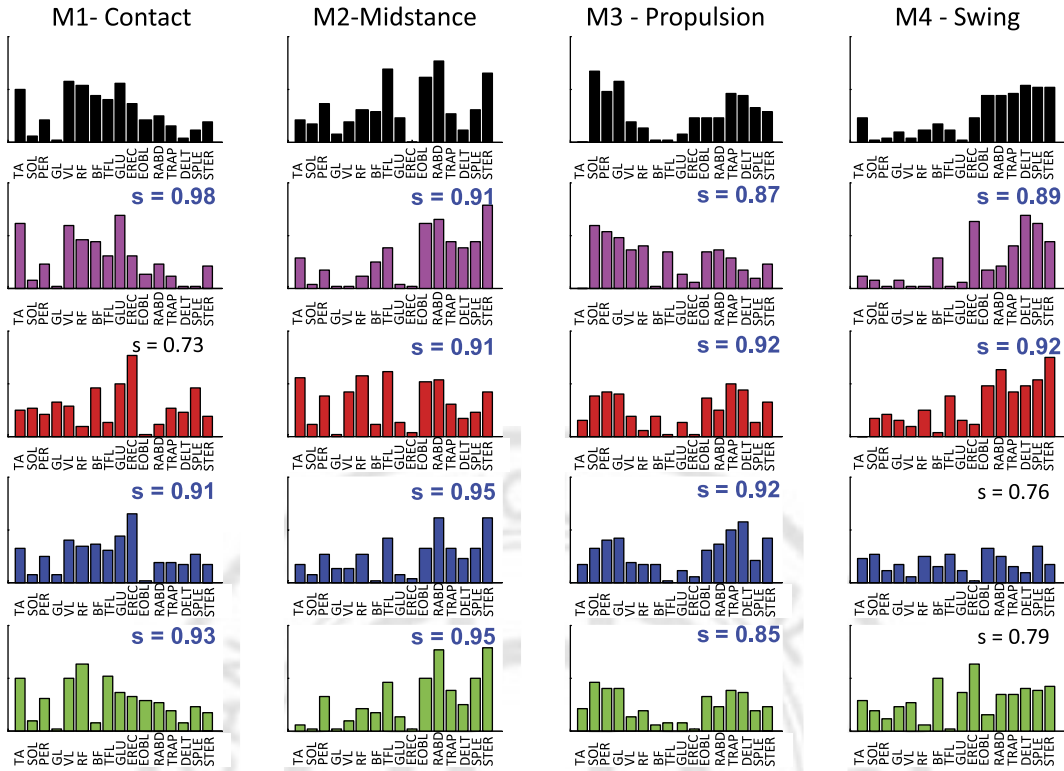 M1- Contact M2-Midstance M3 - Propulsion M4 - Swing
TA SOL PER GL VL RF BF TFL GLU EREC EOBL RABD TRAP DELT SPLE STER TA SOL PER GL VL RF BF TFL GLU EREC EOBL RABD TRAP DELT SPLE STER TA SOL PER GL VL RF BF TFL GLU EREC EOBL RABD TRAP DELT SPLE STER TA SOL PER GL VL RF BF TFL GLU EREC EOBL RABD TRAP DELT SPLE STER
s = 0.98 s = 0.91 s = 0.87 s = 0.89
TA SOL PER GL VL RF BF TFL GLU EREC EOBL RABD TRAP DELT SPLE STER TA SOL PER GL VL RF BF TFL GLU EREC EOBL RABD TRAP DELT SPLE STER TA SOL PER GL VL RF BF TFL GLU EREC EOBL RABD TRAP DELT SPLE STER TA SOL PER GL VL RF BF TFL GLU EREC EOBL RABD TRAP DELT SPLE STER
s = 0.73 s = 0.91 s = 0.92 s = 0.92
TA SOL PER GL VL RF BF TFL GLU EREC EOBL RABD TRAP DELT SPLE STER TA SOL PER GL VL RF BF TFL GLU EREC EOBL RABD TRAP DELT SPLE STER TA SOL PER GL VL RF BF TFL GLU EREC EOBL RABD TRAP DELT SPLE STER TA SOL PER GL VL RF BF TFL GLU EREC EOBL RABD TRAP DELT SPLE STER
s = 0.91 s = 0.95 s = 0.92 s = 0.76
TA SOL PER GL VL RF BF TFL GLU EREC EOBL RABD TRAP DELT SPLE STER TA SOL PER GL VL RF BF TFL GLU EREC EOBL RABD TRAP DELT SPLE STER TA SOL PER GL VL RF BF TFL GLU EREC EOBL RABD TRAP DELT SPLE STER TA SOL PER GL VL RF BF TFL GLU EREC EOBL RABD TRAP DELT SPLE STER
s = 0.93 s = 0.95 s = 0.85 s = 0.79
TA SOL PER GL VL RF BF TFL GLU EREC EOBL RABD TRAP DELT SPLE STER TA SOL PER GL VL RF BF TFL GLU EREC EOBL RABD TRAP DELT SPLE STER TA SOL PER GL VL RF BF TFL GLU EREC EOBL RABD TRAP DELT SPLE STER TA SOL PER GL VL RF BF TFL GLU EREC EOBL RABD TRAP DELT SPLE STER